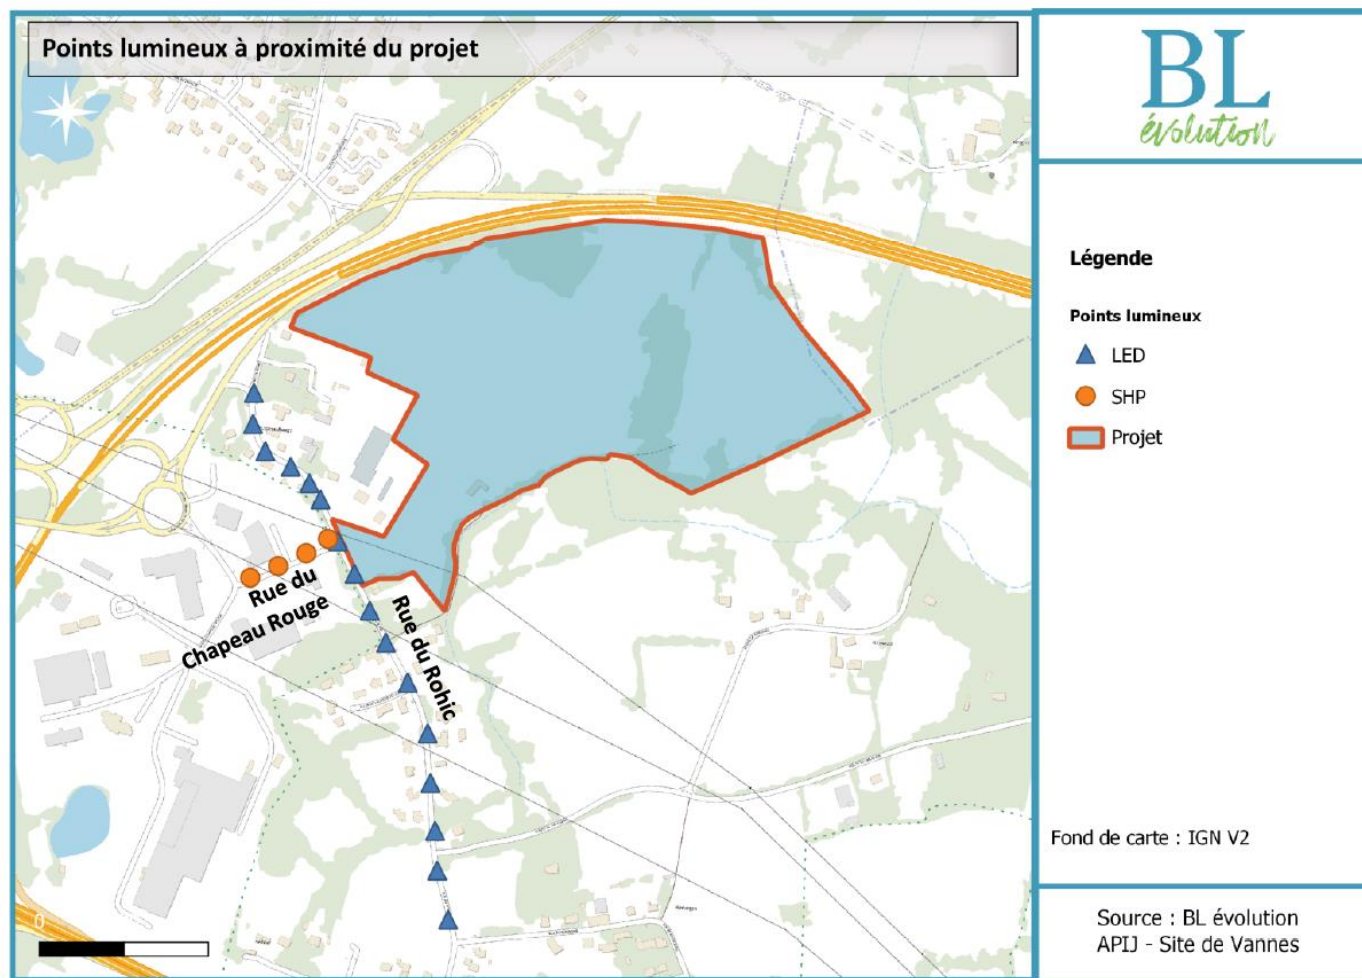 Points lumineux à proximité du projet
BL
évolution
Légende
Points lumineux
LED
SHP
Projet
Rue du
Chapeau Rouge
Rue du Rohic
0
Fond de carte : IGN V2
Source : BL évolution
APIJ - Site de Vannes